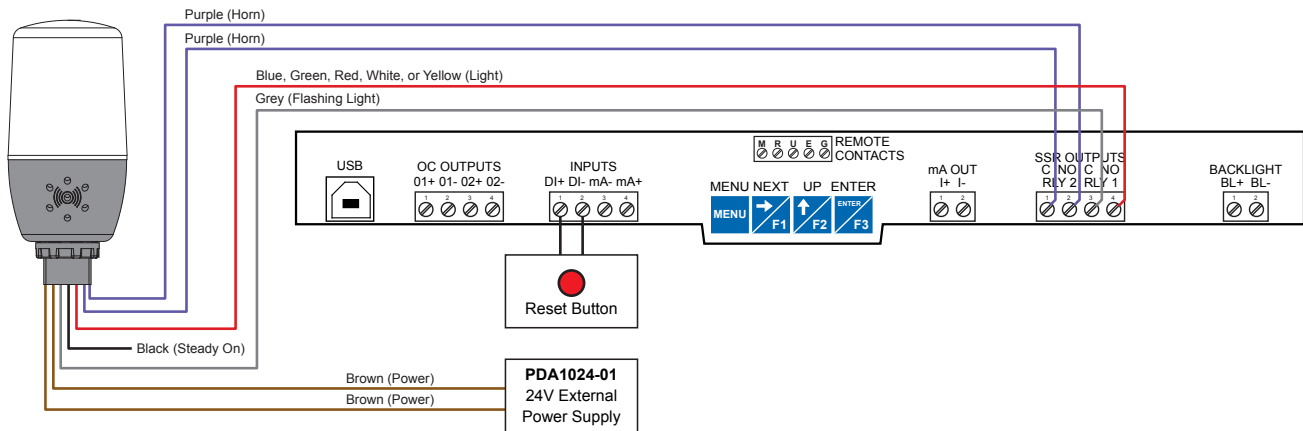 Purple (Horn)
Purple (Horn)
Blue, Green, Red, White, or Yellow (Light)
Grey (Flashing Light)
M R U E G REMOTE
CONTACTS
USB
OC OUTPUTS
01+ 01- 02+ 02-
1 2 3 4
INPUTS
DI+ DI- mA- mA+
1 2 3 4
MENU NEXT UP ENTER
MENU
F1
F2
ENTER
F3
mA OUT
I+ I-
1 2
SSR OUTPUTS
C NO C NO
RLY 2 RLY 1
1 2 3 4
BACKLIGHT
BL+ BL-
1 2
Reset Button
Black (Steady On)
Brown (Power)
Brown (Power)
PDA1024-01
24V External
Power Supply